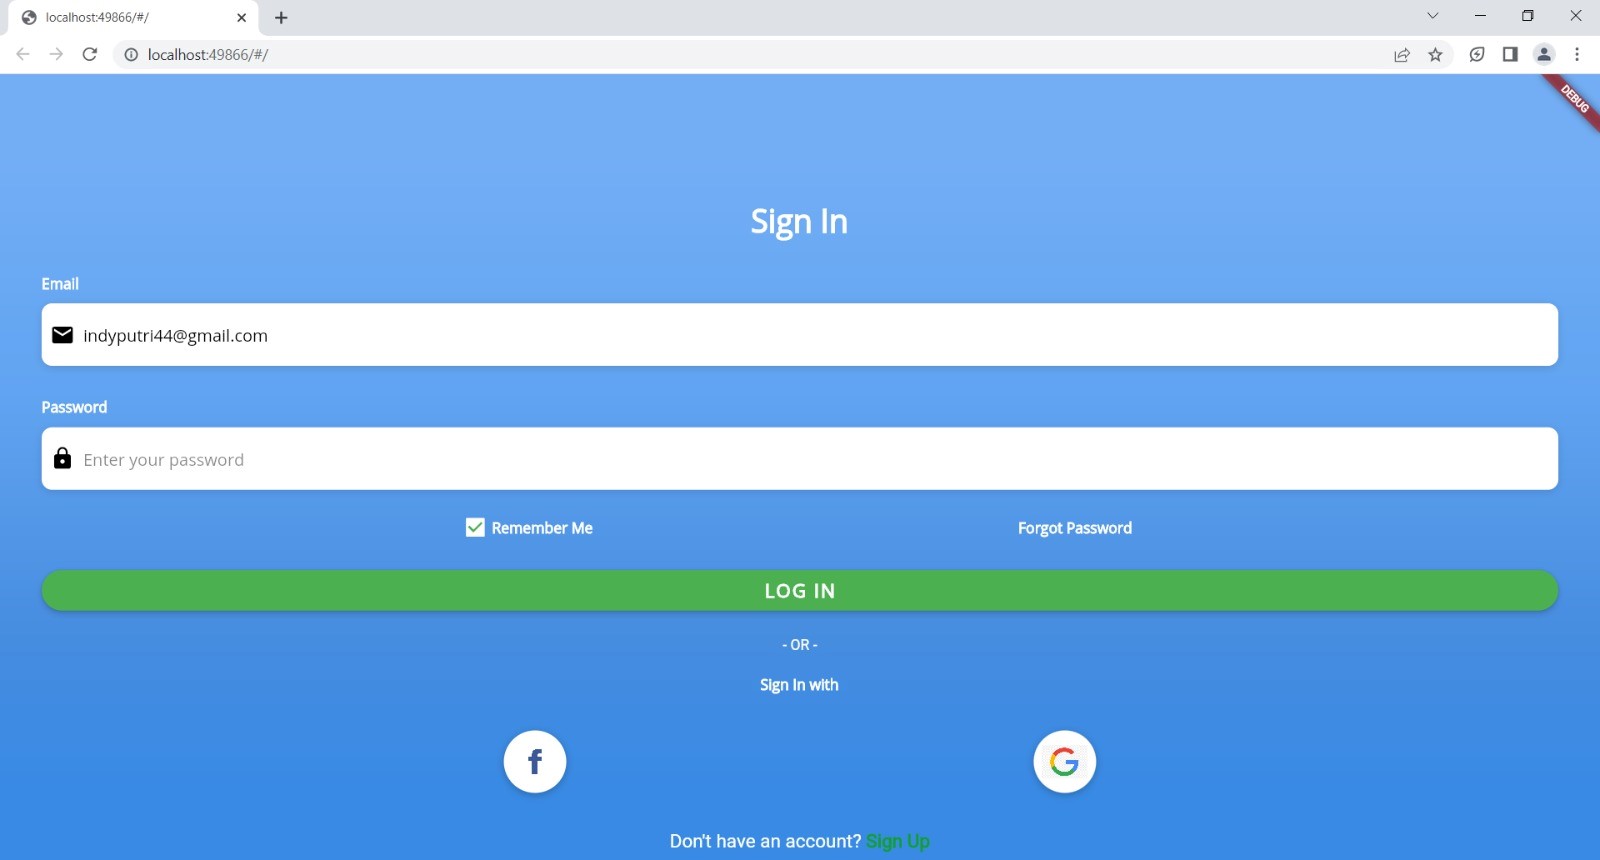 localhost:49866/#/
localhost:49866/#/
DEBUG
Sign In
Email
indyputri44@gmail.com
Password
Enter your password
Remember Me Forgot Password
LOG IN
- OR -
Sign In with
f G
Don't have an account? Sign Up